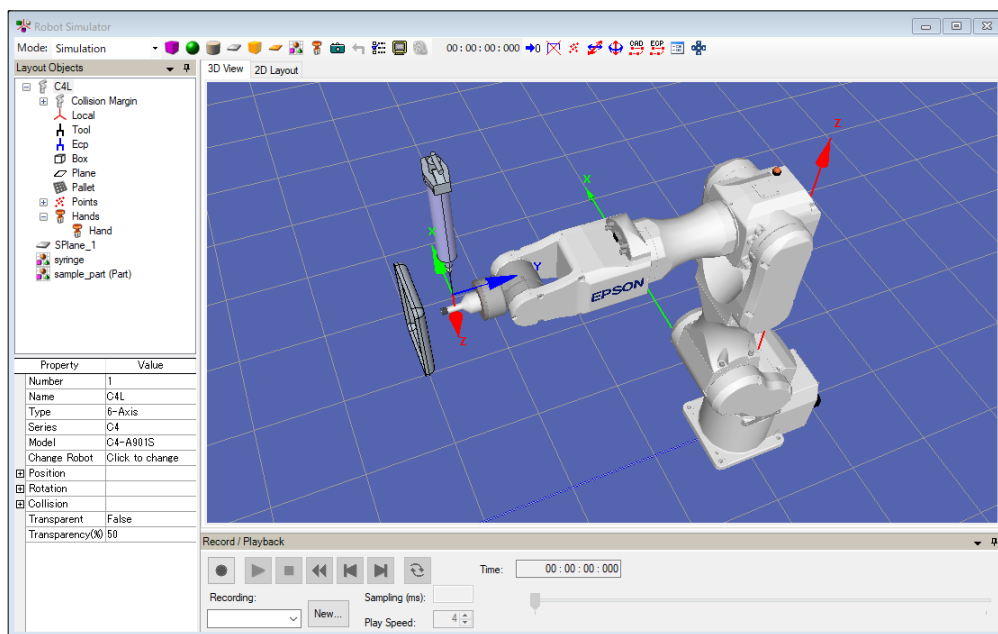 Robot Simulator
Mode: Simulation
00 : 00 : 00 : 000
CAD
ECP
Layout Objects
3D View
2D Layout
C4L
Collision Margin
Local
Tool
Ecp
Box
Plane
Pallet
Points
Hands
Hand
SPlane_1
syringe
sample_part (Part)
Z
X
X
Y
Z
EPSON
Property Value
Number 1
Name C4L
Type 6-Axis
Series C4
Model C4-A901S
Change Robot Click to change
Position
Rotation
Collision
Transparent False
Transparency(%) 50
Record / Playback
Time: 00 : 00 : 00 : 000
Recording: Sampling (ms):
New...
Play Speed: 4